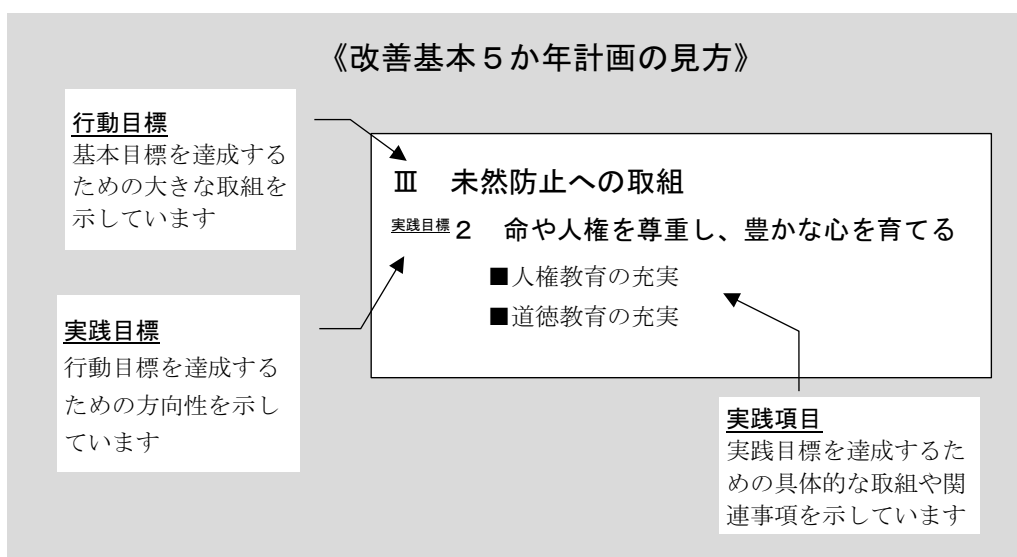 《改善基本５か年計画の見方》
行動目標
基本目標を達成する
ための大きな取組を
示しています
Ⅲ　未然防止への取組
実践目標２　命や人権を尊重し、豊かな心を育てる
■人権教育の充実
■道徳教育の充実
実践目標
行動目標を達成する
ための方向性を示し
ています
実践項目
実践目標を達成するた
めの具体的な取組や関
連事項を示しています